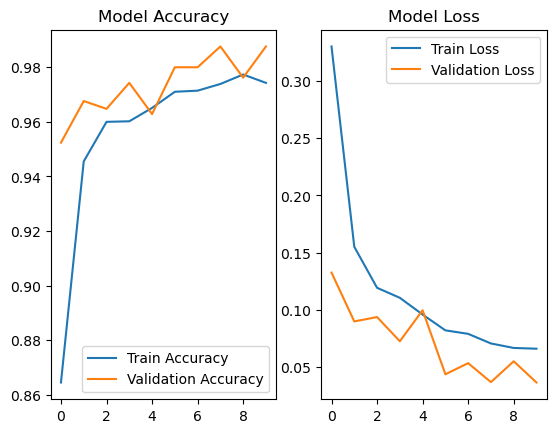 Model Accuracy
0.98
0.96
0.94
0.92
0.90
0.88
0.86
0 2 4 6 8
Train Accuracy
Validation Accuracy
Model Loss
0.30
0.25
0.20
0.15
0.10
0.05
0 2 4 6 8
Train Loss
Validation Loss